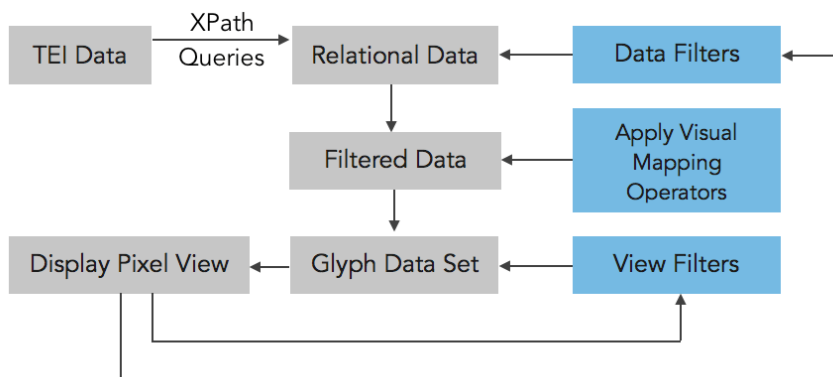 XPath
TEI Data
Queries
Relational Data
Data Filters
Filtered Data
Apply Visual
Mapping
Operators
Display Pixel View
Glyph Data Set
View Filters